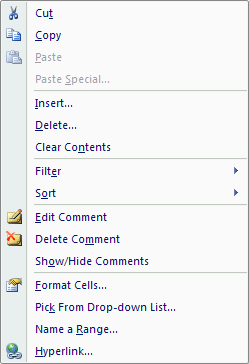 Cut
Copy
Paste
Paste Special...
Insert...
Delete...
Clear Contents
Filter
Sort
Edit Comment
Delete Comment
Show/Hide Comments
Format Cells...
Pick From Drop-down List...
Name a Range...
Hyperlink...